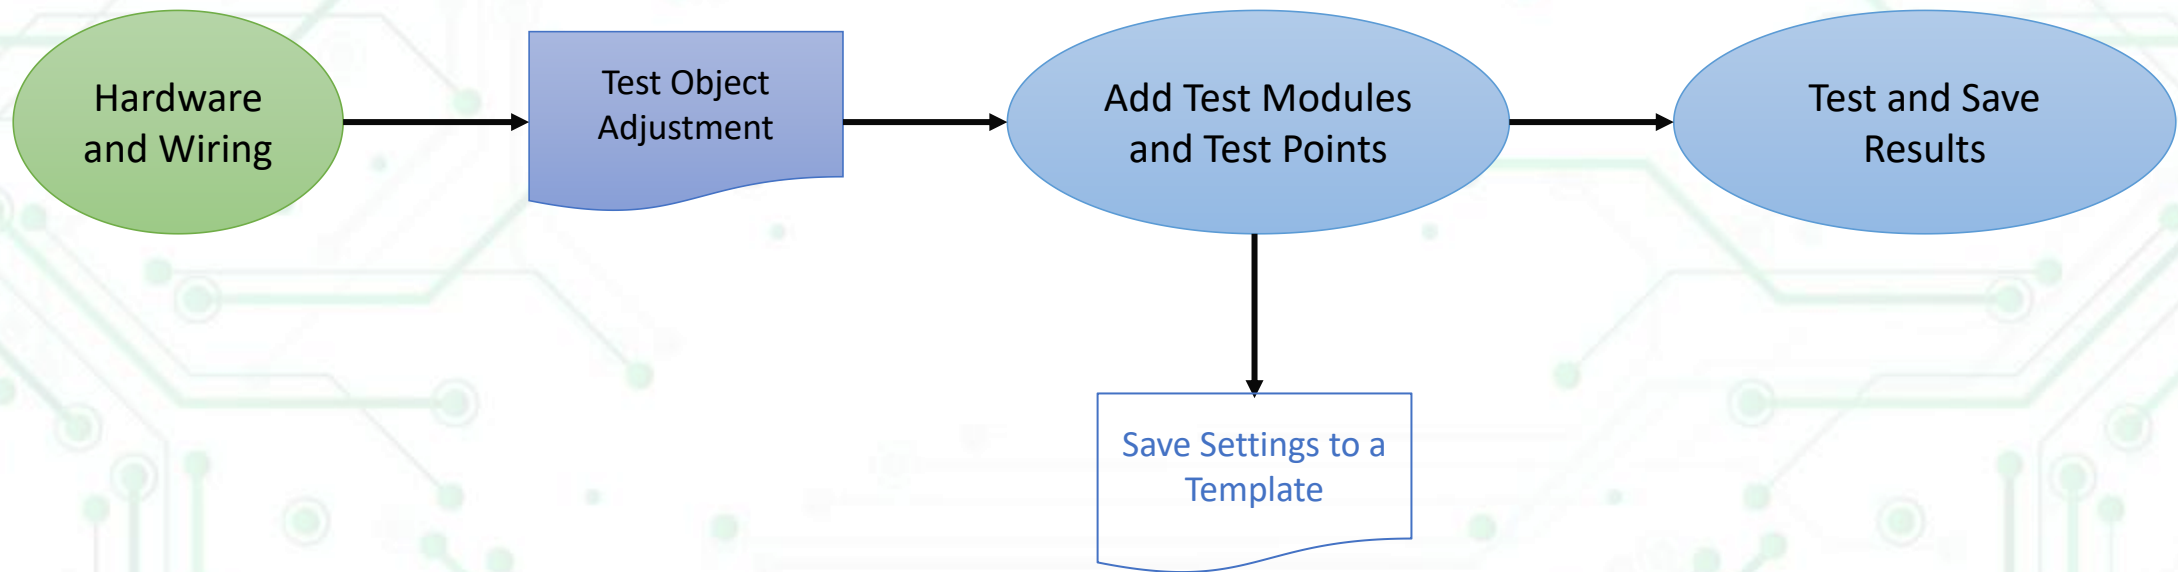 Hardware
and Wiring
Test Object
Adjustment
Add Test Modules
and Test Points
Test and Save
Results
Save Settings to a
Template